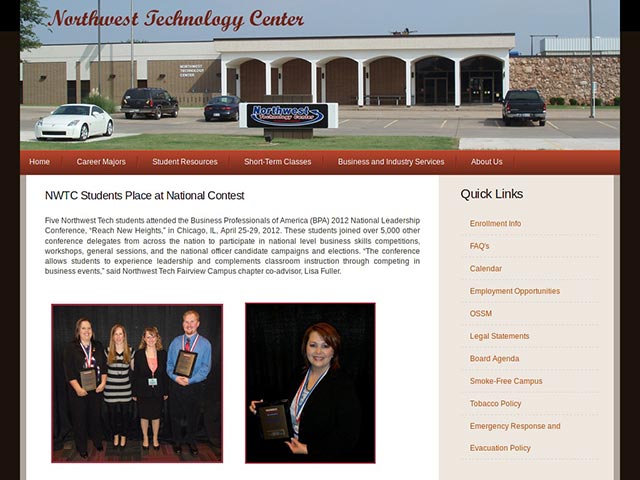 Northwest Technology Center
NORTHWEST
TECHNOLOGY
CENTER
Northwest
Technology Center
Home
Career Majors
Student Resources
Short-Term Classes
Business and Industry Services
About Us
NWTC Students Place at National Contest
Five Northwest Tech students attended the Business Professionals of America (BPA) 2012 National Leadership
Conference, “Reach New Heights,” in Chicago, IL, April 25-29, 2012. These students joined over 5,000 other
conference delegates from across the nation to participate in national level business skills competitions,
workshops, general sessions, and the national officer candidate campaigns and elections. “The conference
allows students to experience leadership and complements classroom instruction through competing in
business events,” said Northwest Tech Fairview Campus chapter co-advisor, Lisa Fuller.
Quick Links
Enrollment Info
FAQ's
Calendar
Employment Opportunities
OSSM
Legal Statements
Board Agenda
Smoke-Free Campus
Tobacco Policy
Emergency Response and
Evacuation Policy